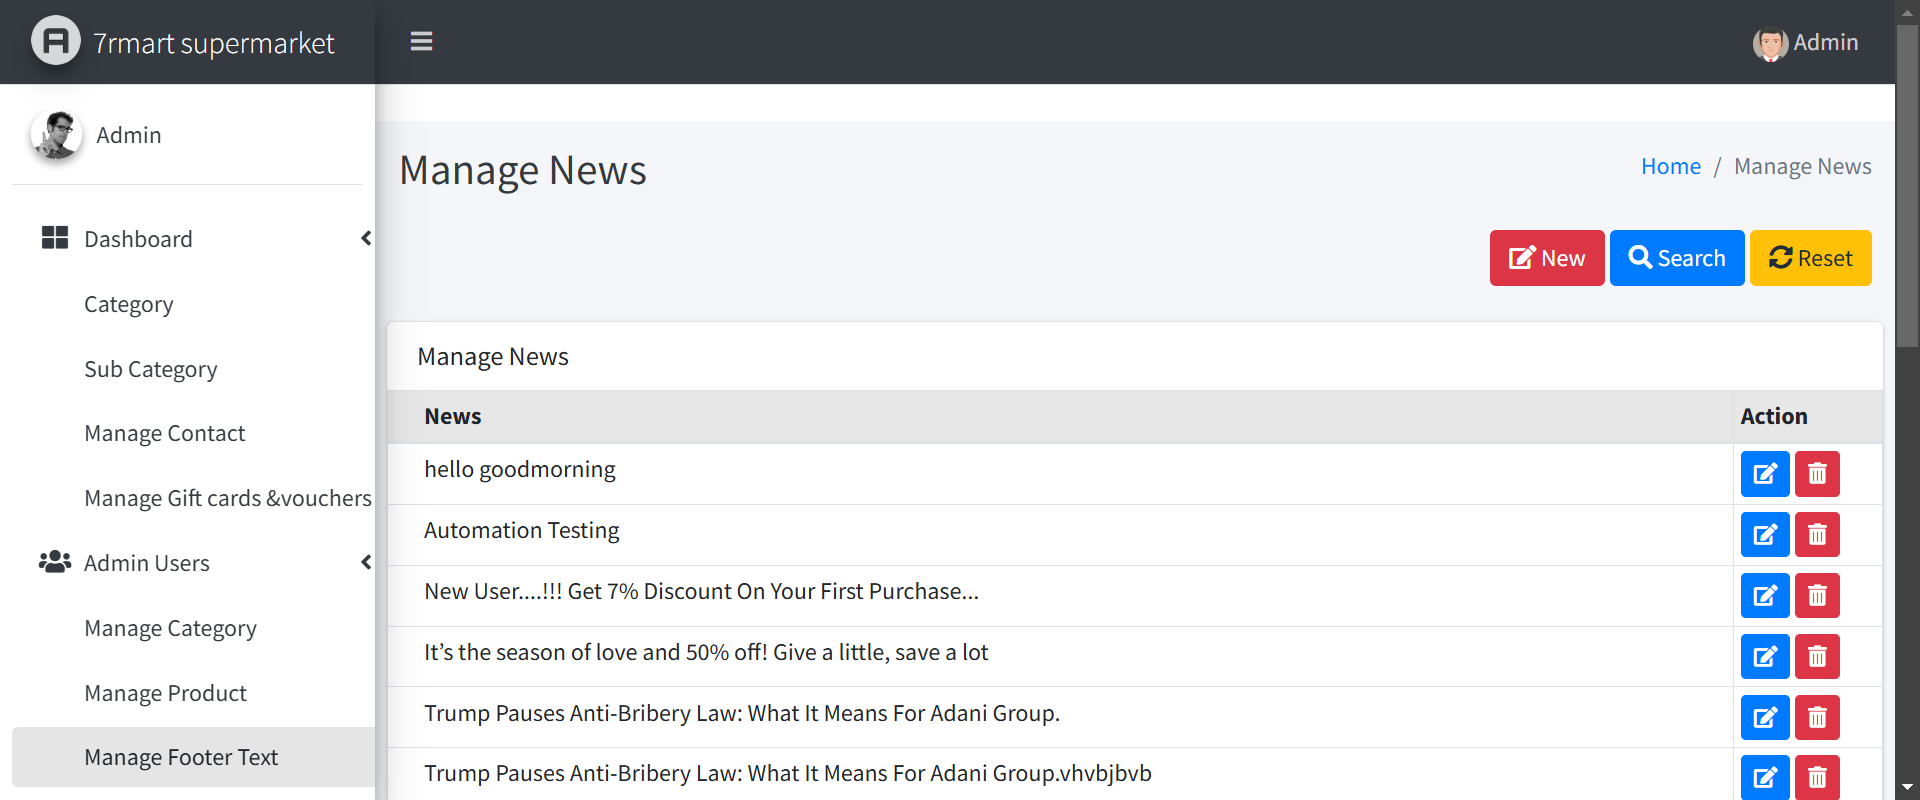 7rmart supermarket
Admin
Admin
Dashboard
Category
Sub Category
Manage Contact
Manage Gift cards &vouchers
Admin Users
Manage Category
Manage Product
Manage Footer Text
Manage News
Home / Manage News
New Search Reset
Manage News
News Action
hello goodmorning
Automation Testing
New User....!!! Get 7% Discount On Your First Purchase...
It’s the season of love and 50% off! Give a little, save a lot
Trump Pauses Anti-Bribery Law: What It Means For Adani Group.
Trump Pauses Anti-Bribery Law: What It Means For Adani Group.vhvbjbvb